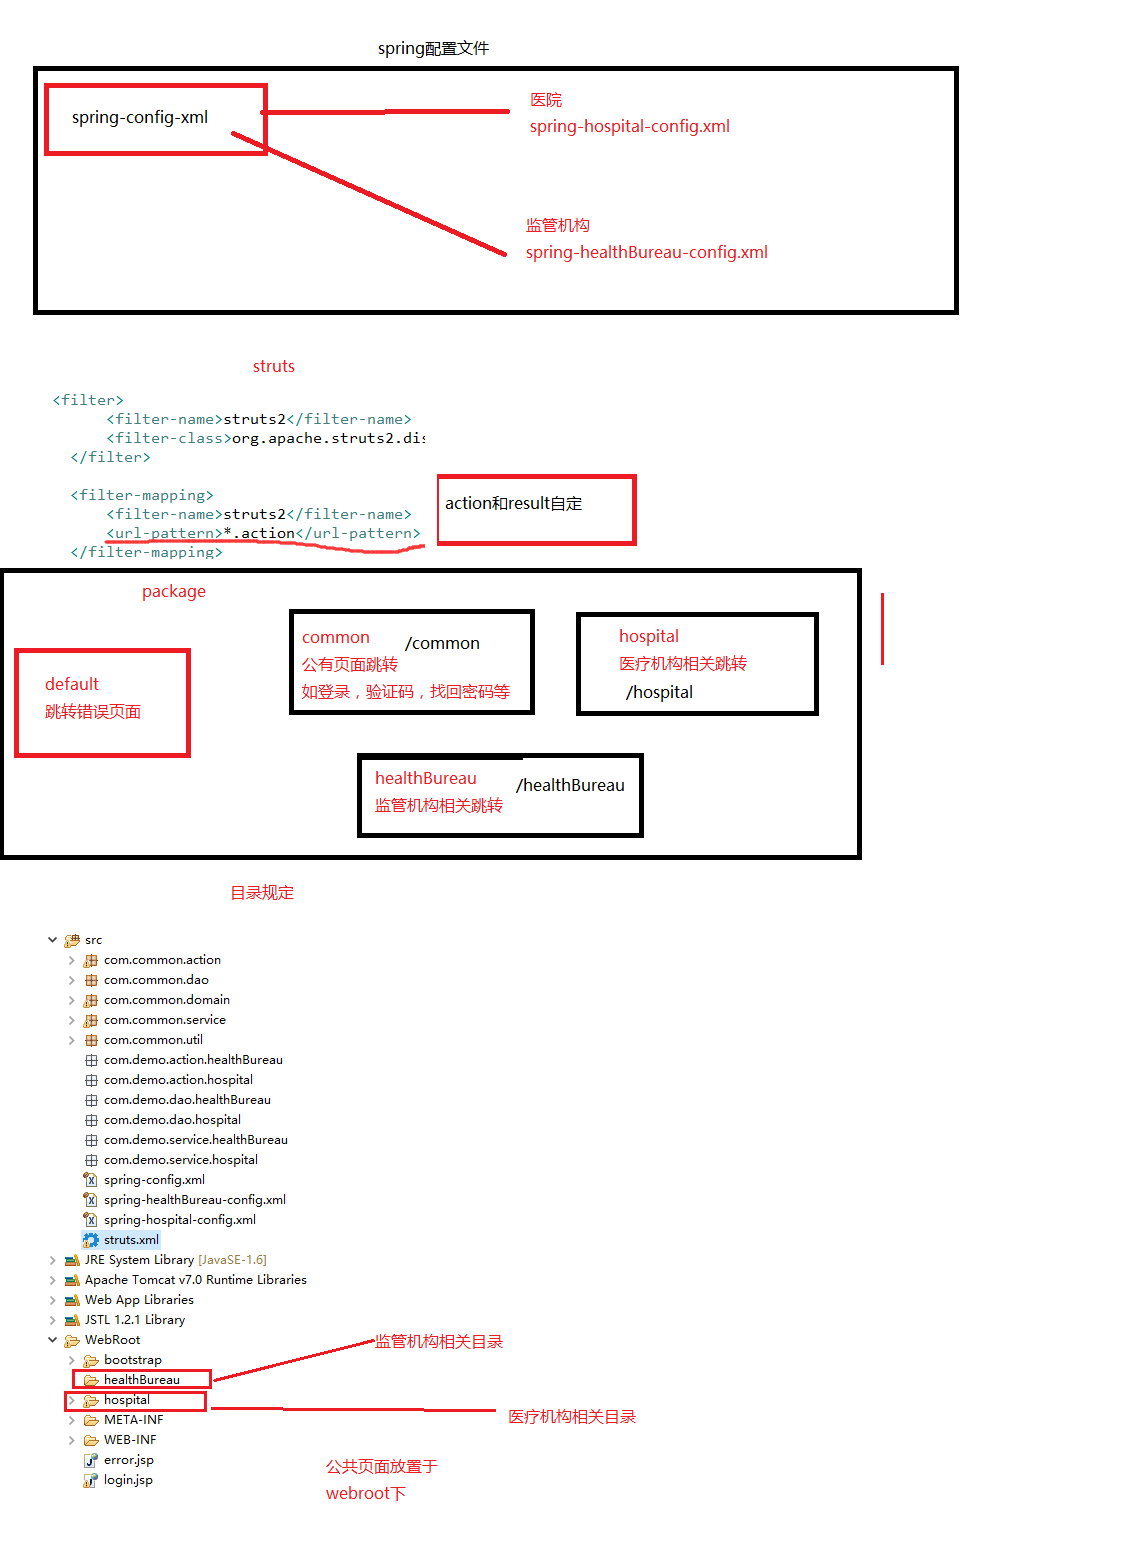 spring配置文件
spring-config-xml
医院
spring-hospital-config.xml
监管机构
spring-healthBureau-config.xml
struts
<filter>
<filter-name>struts2</filter-name>
<filter-class>org.apache.struts2.dis
</filter>
<filter-mapping>
<filter-name>struts2</filter-name>
<url-pattern>*.action</url-pattern>
</filter-mapping>
action和result自定
package
default
跳转错误页面
common /common
公有页面跳转
如登录，验证码，找回密码等
hospital
医疗机构相关跳转
/hospital
healthBureau /healthBureau
监管机构相关跳转
目录规定
src
com.common.action
com.common.dao
com.common.domain
com.common.service
com.common.util
com.demo.action.healthBureau
com.demo.action.hospital
com.demo.dao.healthBureau
com.demo.dao.hospital
com.demo.service.healthBureau
com.demo.service.hospital
spring-config.xml
spring-healthBureau-config.xml
spring-hospital-config.xml
struts.xml
JRE System Library [JavaSE-1.6]
Apache Tomcat v7.0 Runtime Libraries
Web App Libraries
JSTL 1.2.1 Library
WebRoot
监管机构相关目录
bootstrap
healthBureau
hospital
医疗机构相关目录
META-INF
WEB-INF
error.jsp
login.jsp
公共页面放置于
webroot下